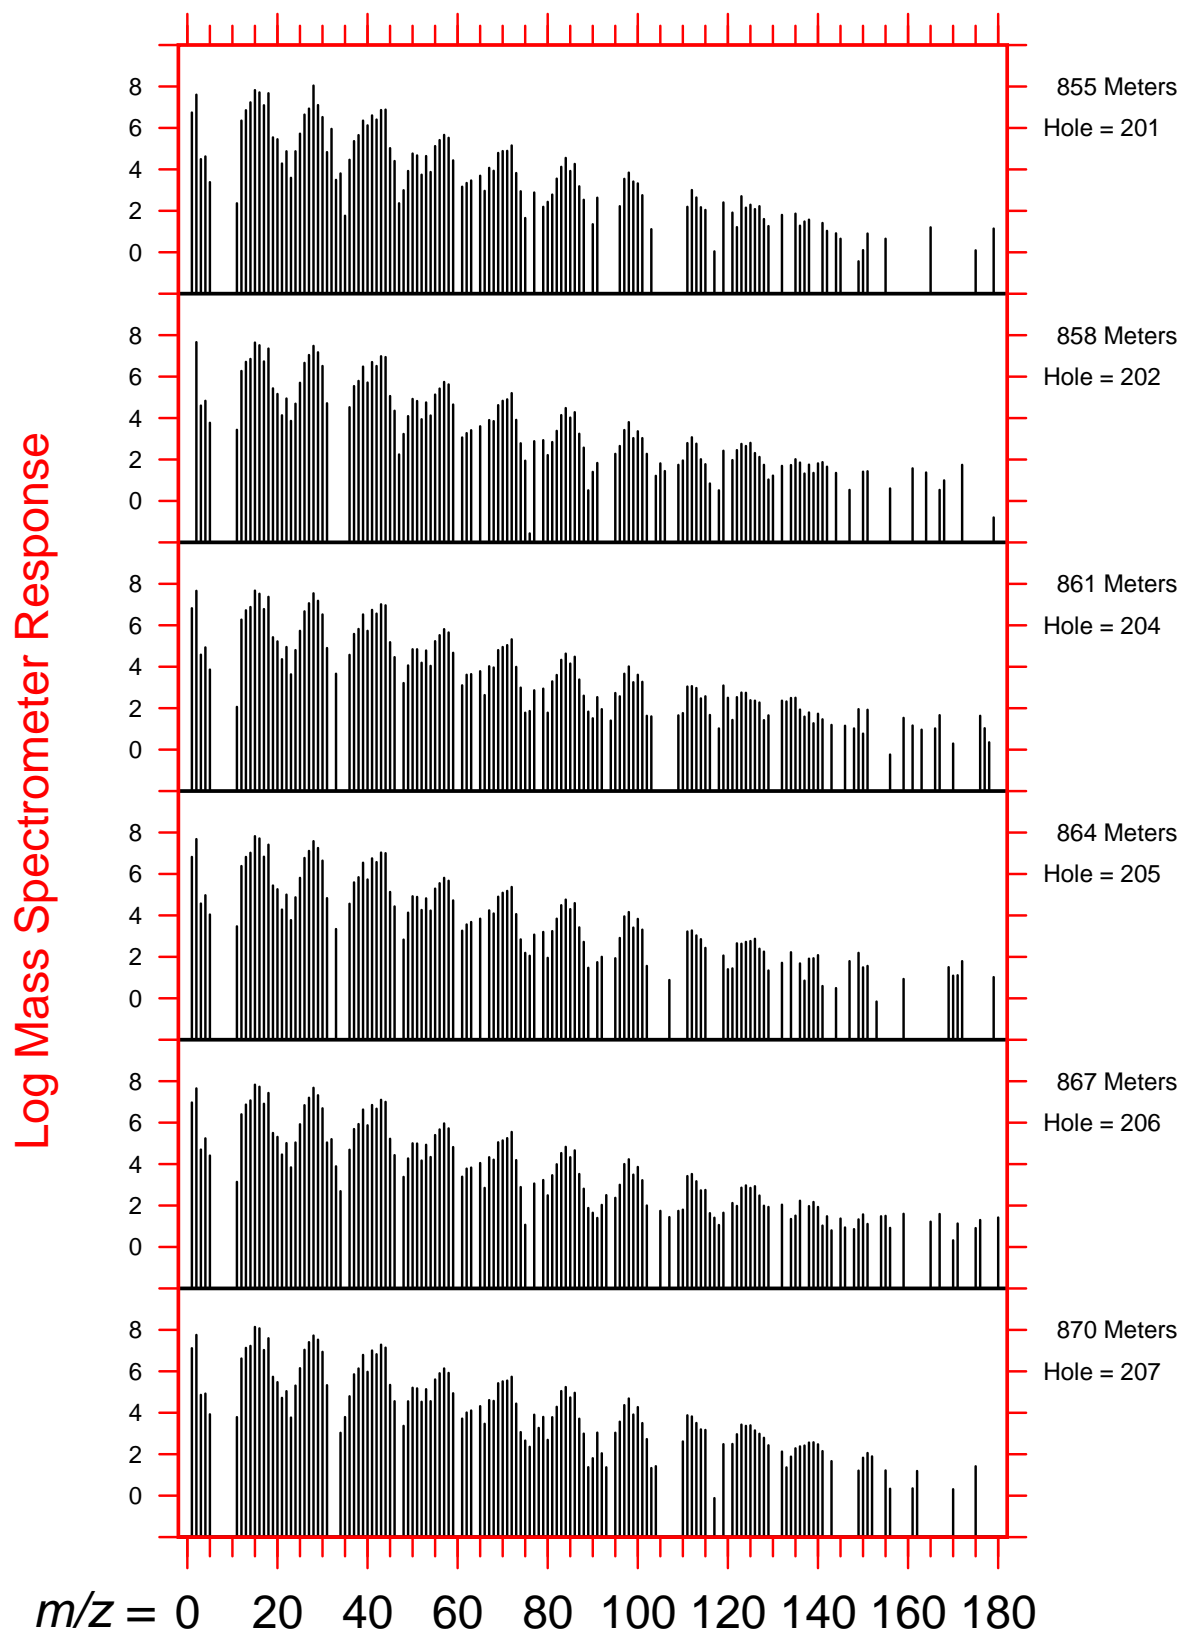 8
6
4
2
0
855 Meters
Hole = 201
8
6
4
2
0
858 Meters
Hole = 202
8
6
4
2
0
861 Meters
Hole = 204
8
6
4
2
0
864 Meters
Hole = 205
8
6
4
2
0
867 Meters
Hole = 206
8
6
4
2
0
870 Meters
Hole = 207
Log Mass Spectrometer Response
m/z = 0 20 40 60 80 100 120 140 160 180